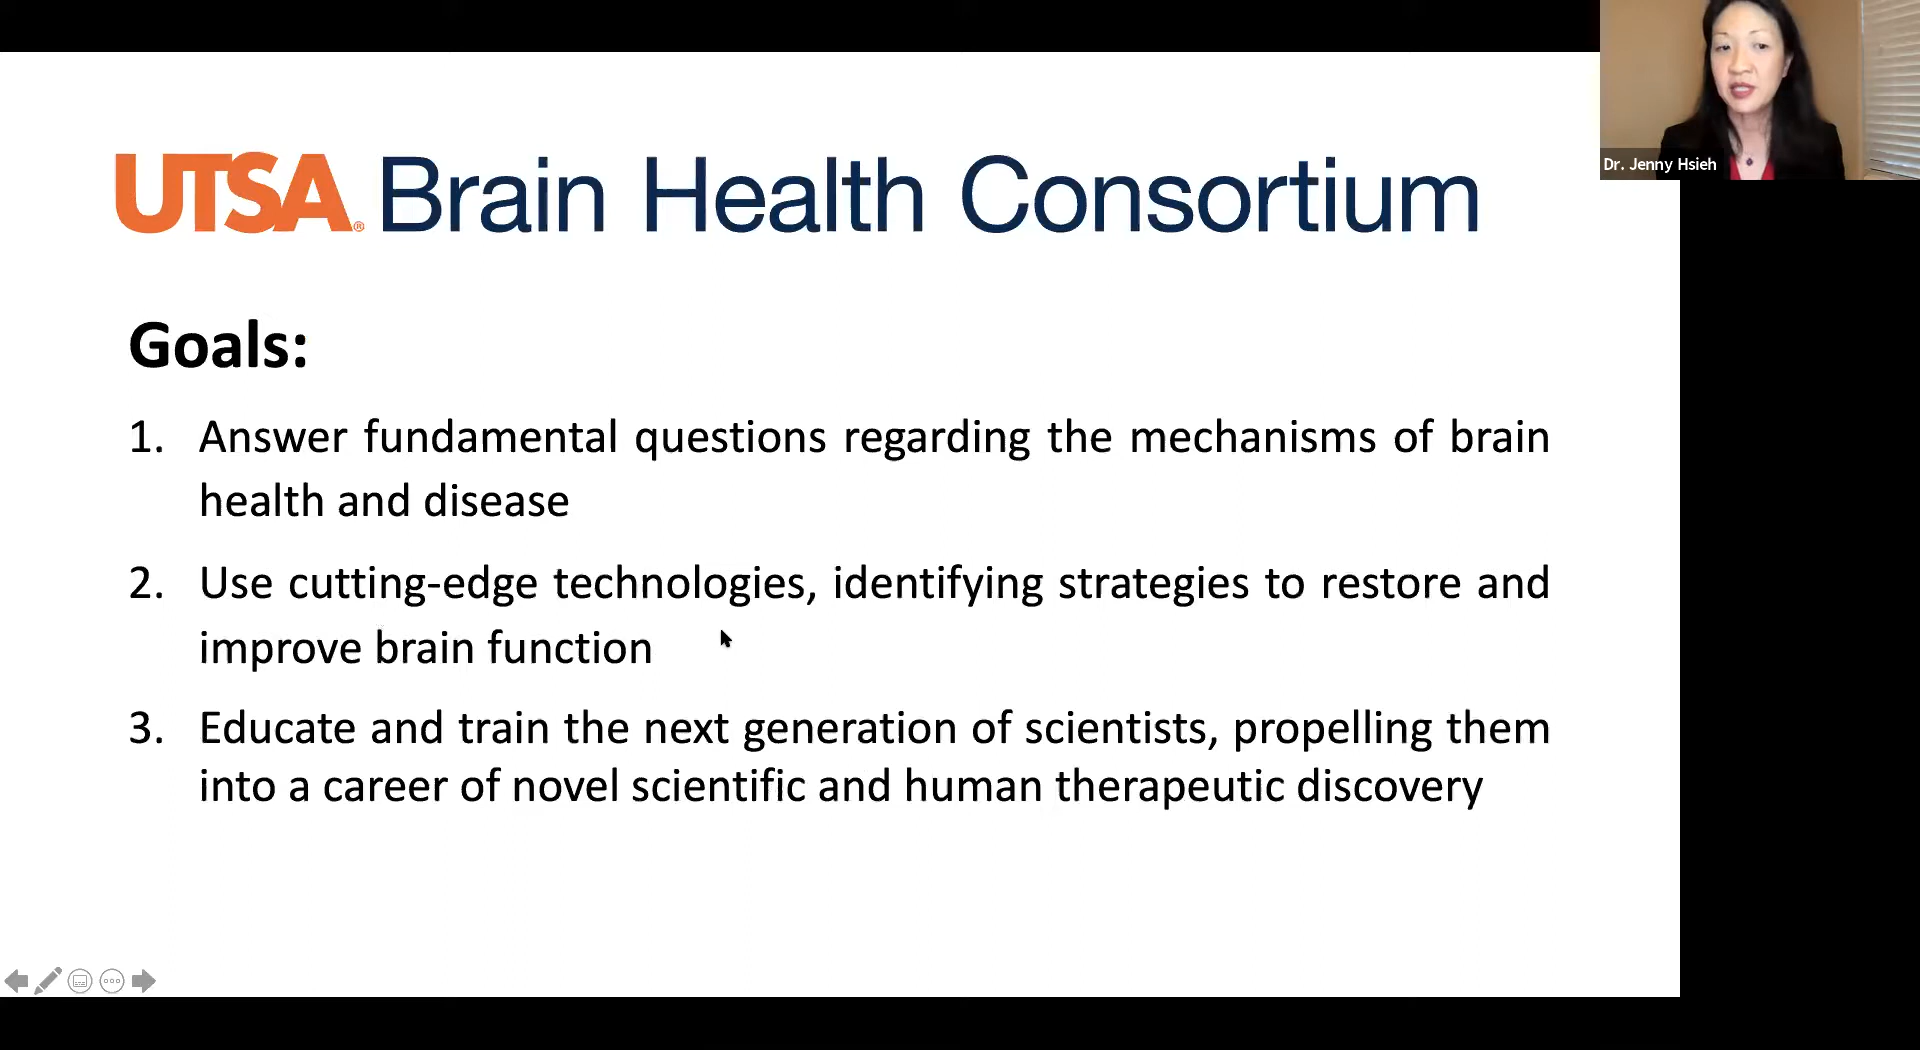 UTSA® Brain Health Consortium
Dr. Jenny Hsieh
Goals:
1. Answer fundamental questions regarding the mechanisms of brain
health and disease
2. Use cutting-edge technologies, identifying strategies to restore and
improve brain function
3. Educate and train the next generation of scientists, propelling them
into a career of novel scientific and human therapeutic discovery